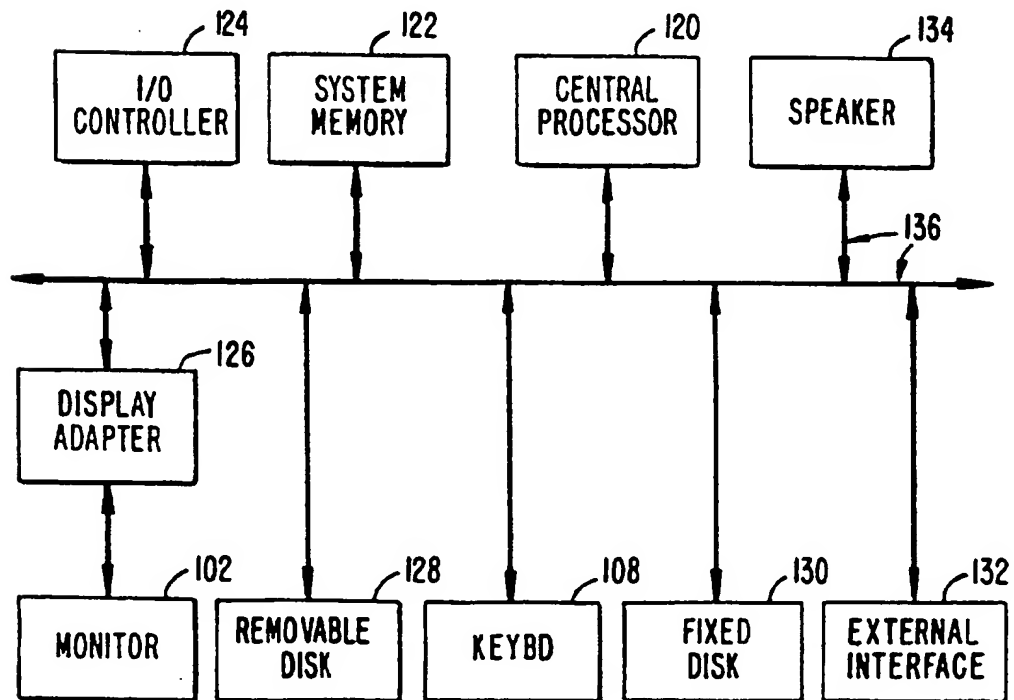 124
122
120
134
I/O
CONTROLLER
SYSTEM
MEMORY
CENTRAL
PROCESSOR
SPEAKER
136
126
DISPLAY
ADAPTER
102
128
108
130
132
MONITOR
REMOVABLE
DISK
KEYBD
FIXED
DISK
EXTERNAL
INTERFACE